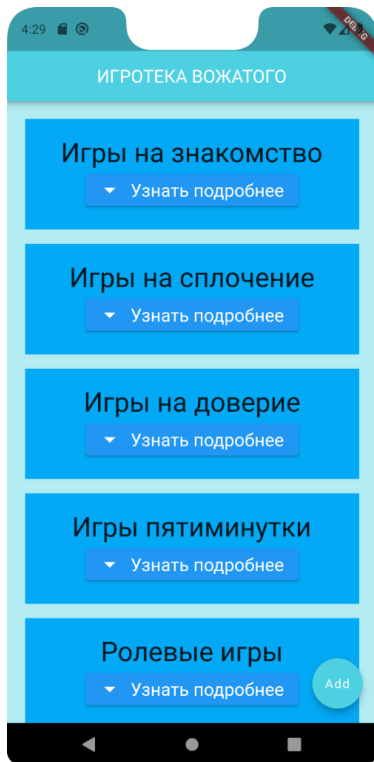 4:29
DEBUG
ИГРОТЕКА ВОЖАТОГО
Игры на знакомство
Узнать подробнее
Игры на сплочение
Узнать подробнее
Игры на доверие
Узнать подробнее
Игры пятиминутки
Узнать подробнее
Ролевые игры
Узнать подробнее
Add